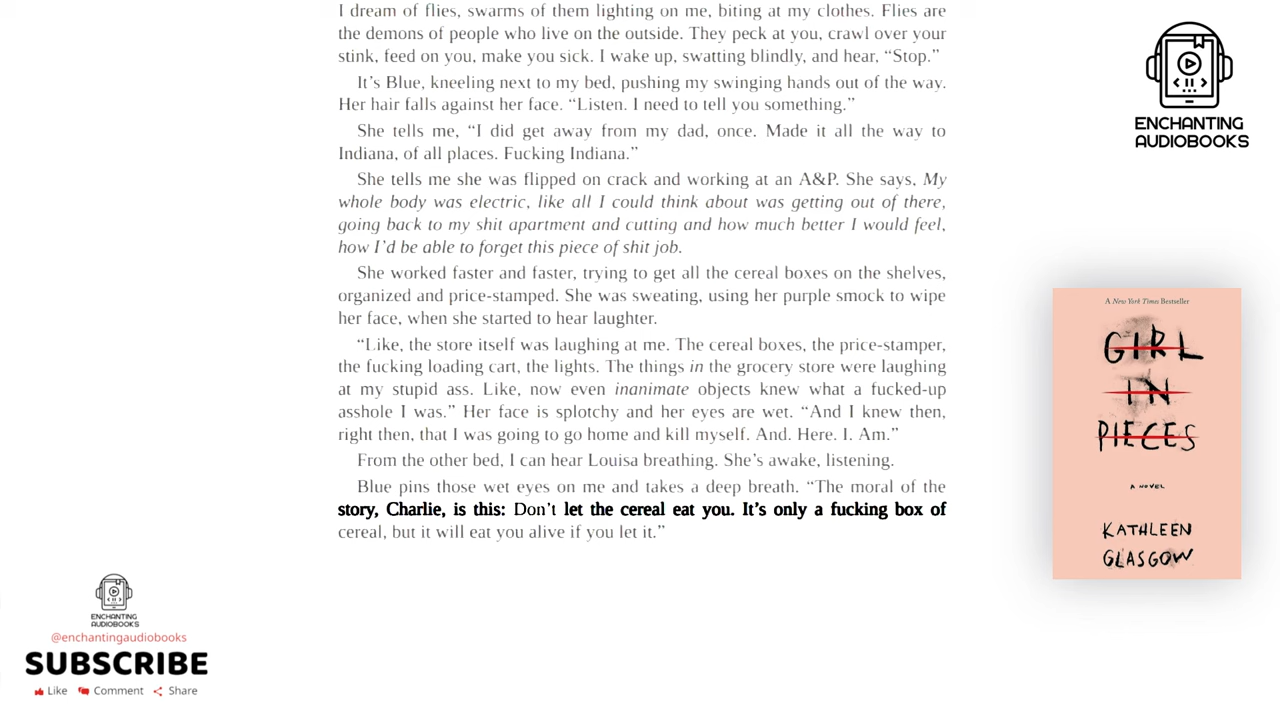 I dream of flies, swarms of them lighting on me, biting at my clothes. Flies are
the demons of people who live on the outside. They peck at you, crawl over your
stink, feed on you, make you sick. I wake up, swatting blindly, and hear, “Stop.”
It’s Blue, kneeling next to my bed, pushing my swinging hands out of the way.
Her hair falls against her face. “Listen. I need to tell you something.”
She tells me, “I did get away from my dad, once. Made it all the way to
Indiana, of all places. Fucking Indiana.”
She tells me she was flipped on crack and working at an A&P. She says, My
whole body was electric, like all I could think about was getting out of there,
going back to my shit apartment and cutting and how much better I would feel,
how I’d be able to forget this piece of shit job.
She worked faster and faster, trying to get all the cereal boxes on the shelves,
organized and price-stamped. She was sweating, using her purple smock to wipe
her face, when she started to hear laughter.
“Like, the store itself was laughing at me. The cereal boxes, the price-stamper,
the fucking loading cart, the lights. The things in the grocery store were laughing
at my stupid ass. Like, now even inanimate objects knew what a fucked-up
asshole I was.” Her face is splotchy and her eyes are wet. “And I knew then,
right then, that I was going to go home and kill myself. And. Here. I. Am.”
From the other bed, I can hear Louisa breathing. She’s awake, listening.
Blue pins those wet eyes on me and takes a deep breath. “The moral of the
story, Charlie, is this: Don’t let the cereal eat you. It’s only a fucking box of
cereal, but it will eat you alive if you let it.”
ENCHANTING
AUDIOBOOKS
A New York Times Bestseller
GIRL
IN
PIECES
A NOVEL
KATHLEEN
GLASGOW
ENCHANTING
AUDIOBOOKS
@enchantingaudiobooks
SUBSCRIBE
Like Comment Share